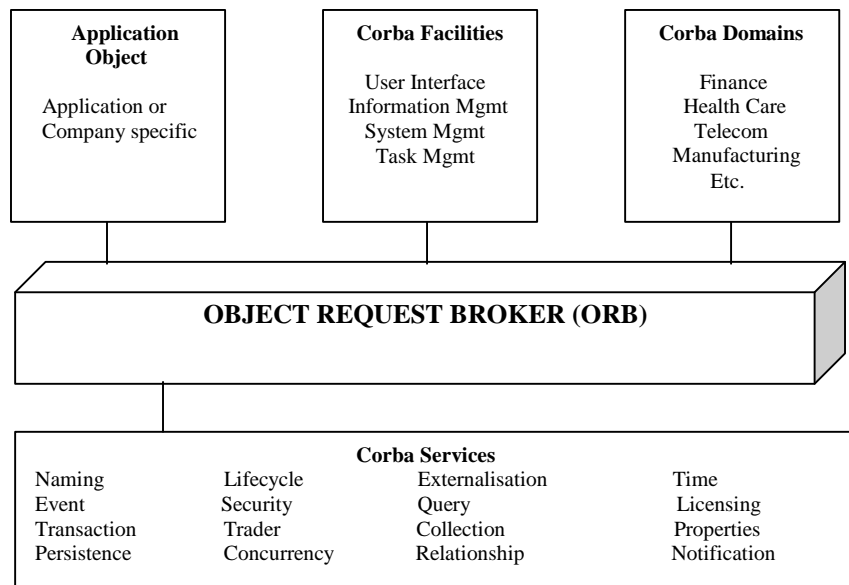 Application
Object
Application or
Company specific
Corba Facilities
User Interface
Information Mgmt
System Mgmt
Task Mgmt
Corba Domains
Finance
Health Care
Telecom
Manufacturing
Etc.
OBJECT REQUEST BROKER (ORB)
Corba Services
Naming Lifecycle Externalisation Time
Event Security Query Licensing
Transaction Trader Collection Properties
Persistence Concurrency Relationship Notification